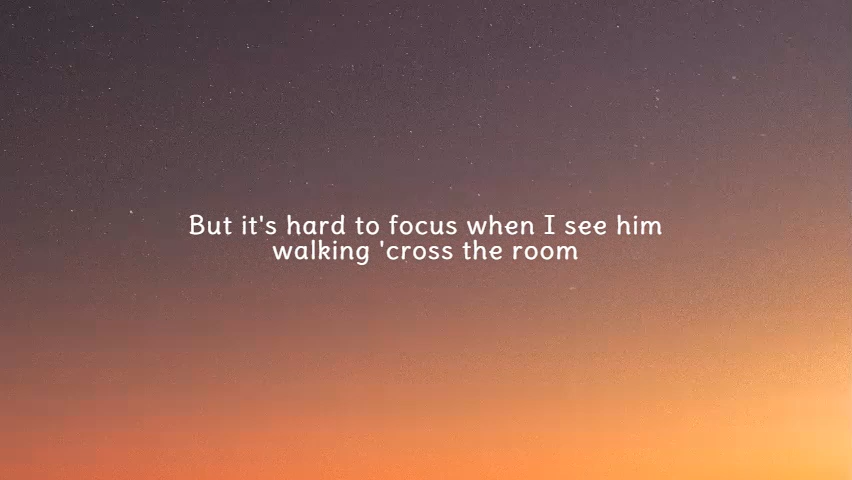 But it's hard to focus when I see him
walking 'cross the room